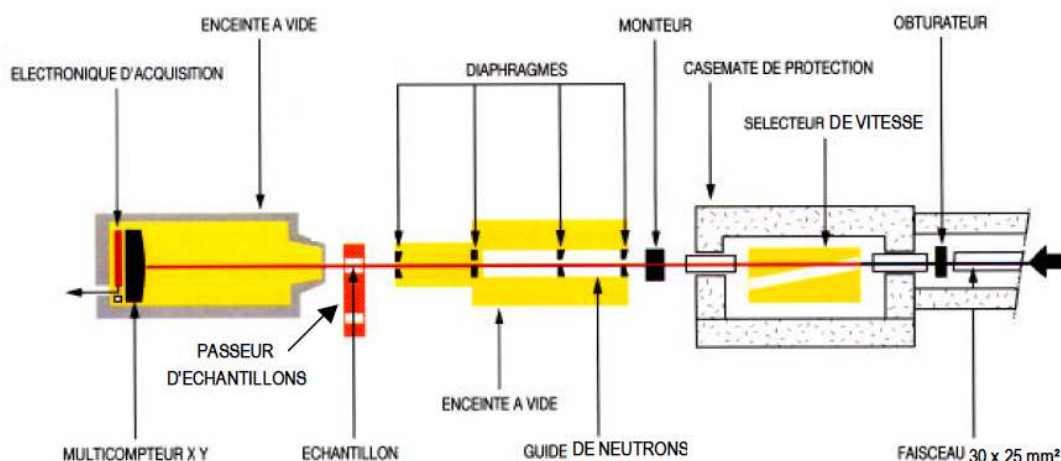 ENCEINTE A VIDE
MONITEUR
OBTURATEUR
ELECTRONIQUE D'ACQUISITION
DIAPHRAGMES
CASEMATE DE PROTECTION
SELECTEUR DE VITESSE
PASSEUR
D'ECHANTILLONS
ENCEINTE A VIDE
MULTICOMPTEUR X Y
ECHANTILLON
GUIDE DE NEUTRONS
FAISCEAU 30 x 25 mm²